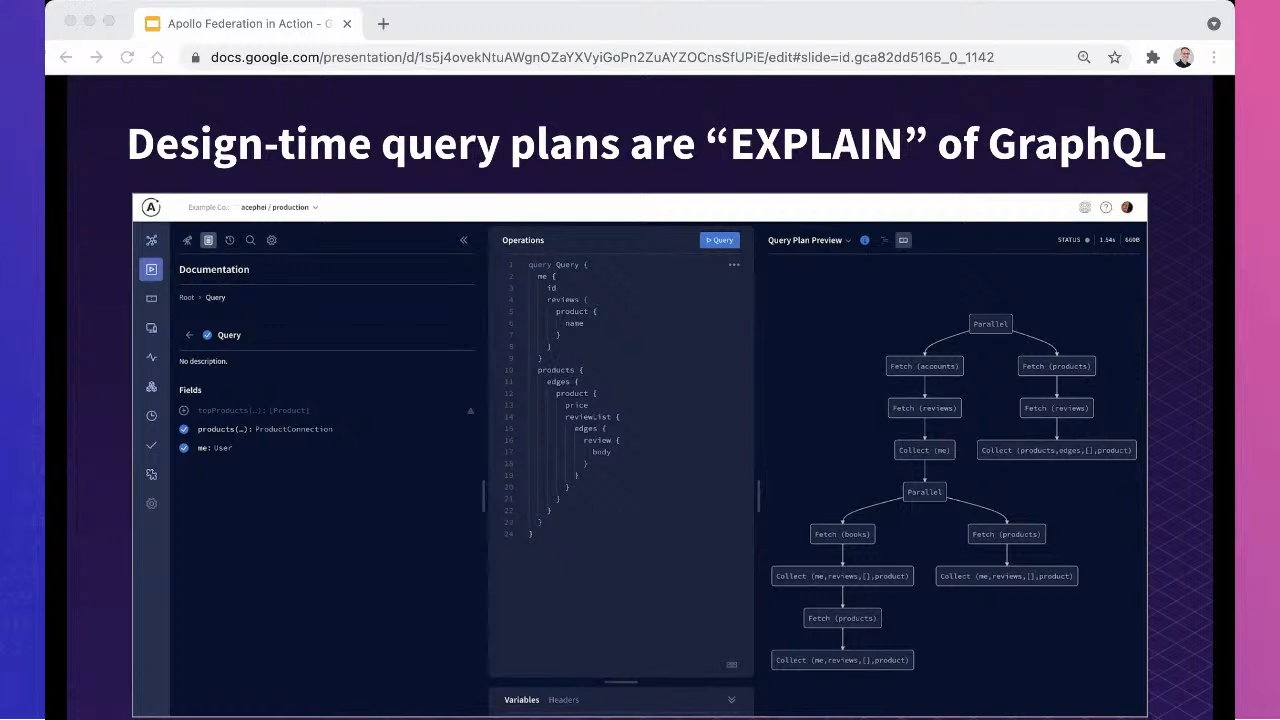 Apollo Federation in Action - G
docs.google.com/presentation/d/1s5j4ovekNtuAWgnOZaYXVyiGoPn2ZuAYZOCnsSfUPiE/edit#slide=id.gca82dd5165_0_1142
Design-time query plans are “EXPLAIN” of GraphQL
Example Co.: acephei / production
Documentation
Root › Query
Query
No description.
Fields
topProducts(…): [Product]
products(…): ProductConnection
me: User
Operations
Query
1 query Query {
2 me {
3 id
4 reviews {
5 product {
6 name
7 }
8 }
9 }
10 products {
11 edges {
12 product {
13 price
14 reviewList {
15 edges {
16 review {
17 body
18 }
19 }
20 }
21 }
22 }
23 }
24 }
Variables Headers
Query Plan Preview
STATUS 1.54s 660B
Parallel
Fetch (accounts) Fetch (products)
Fetch (reviews) Fetch (reviews)
Collect (me) Collect (products,edges,[],product)
Parallel
Fetch (books) Fetch (products)
Collect (me,reviews,[],product) Collect (me,reviews,[],product)
Fetch (products)
Collect (me,reviews,[],product)